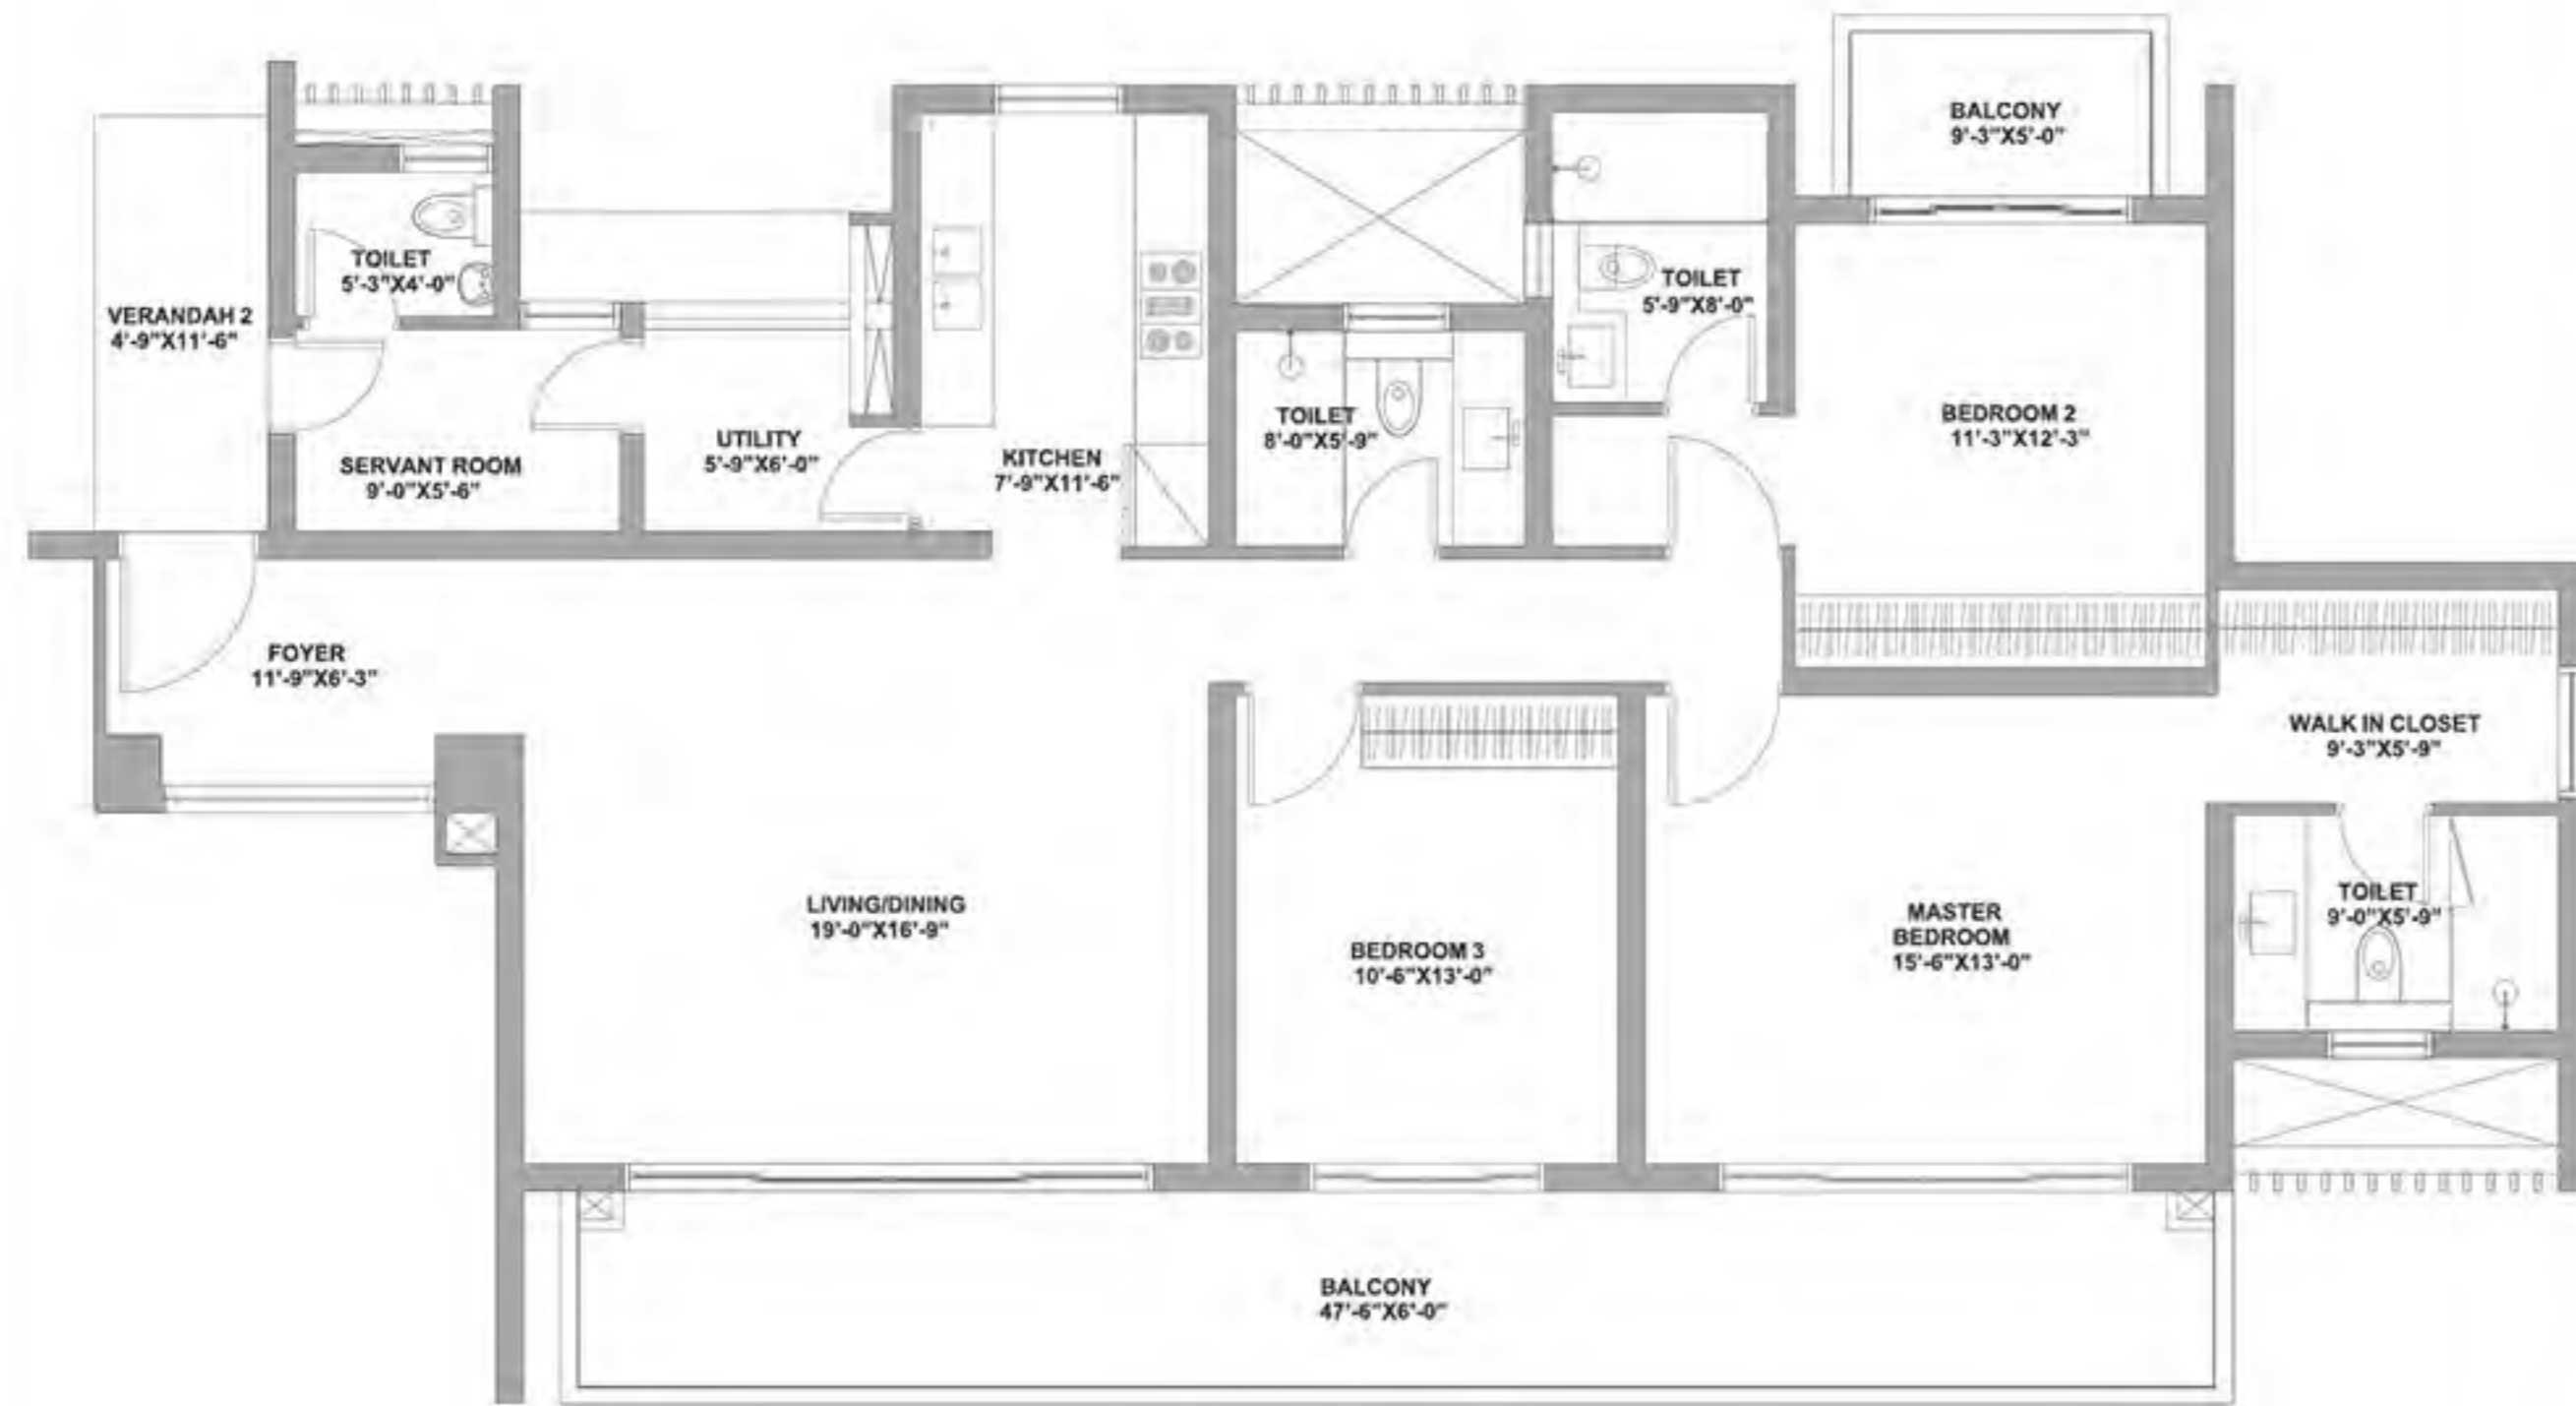 BALCONY
9'-3"X5'-0"
TOILET
5'-3"X4'-0"
TOILET
5'-9"X8'-0"
VERANDAH 2
4'-9"X11'-6"
TOILET
8'-0"X5'-9"
BEDROOM 2
11'-3"X12'-3"
UTILITY
5'-9"X6'-0"
KITCHEN
7'-9"X11'-6"
SERVANT ROOM
9'-0"X5'-6"
FOYER
11'-9"X6'-3"
WALK IN CLOSET
9'-3"X5'-9"
LIVING/DINING
19'-0"X16'-9"
BEDROOM 3
10'-6"X13'-0"
MASTER
BEDROOM
15'-6"X13'-0"
TOILET
9'-0"X5'-9"
BALCONY
47'-6"X6'-0"